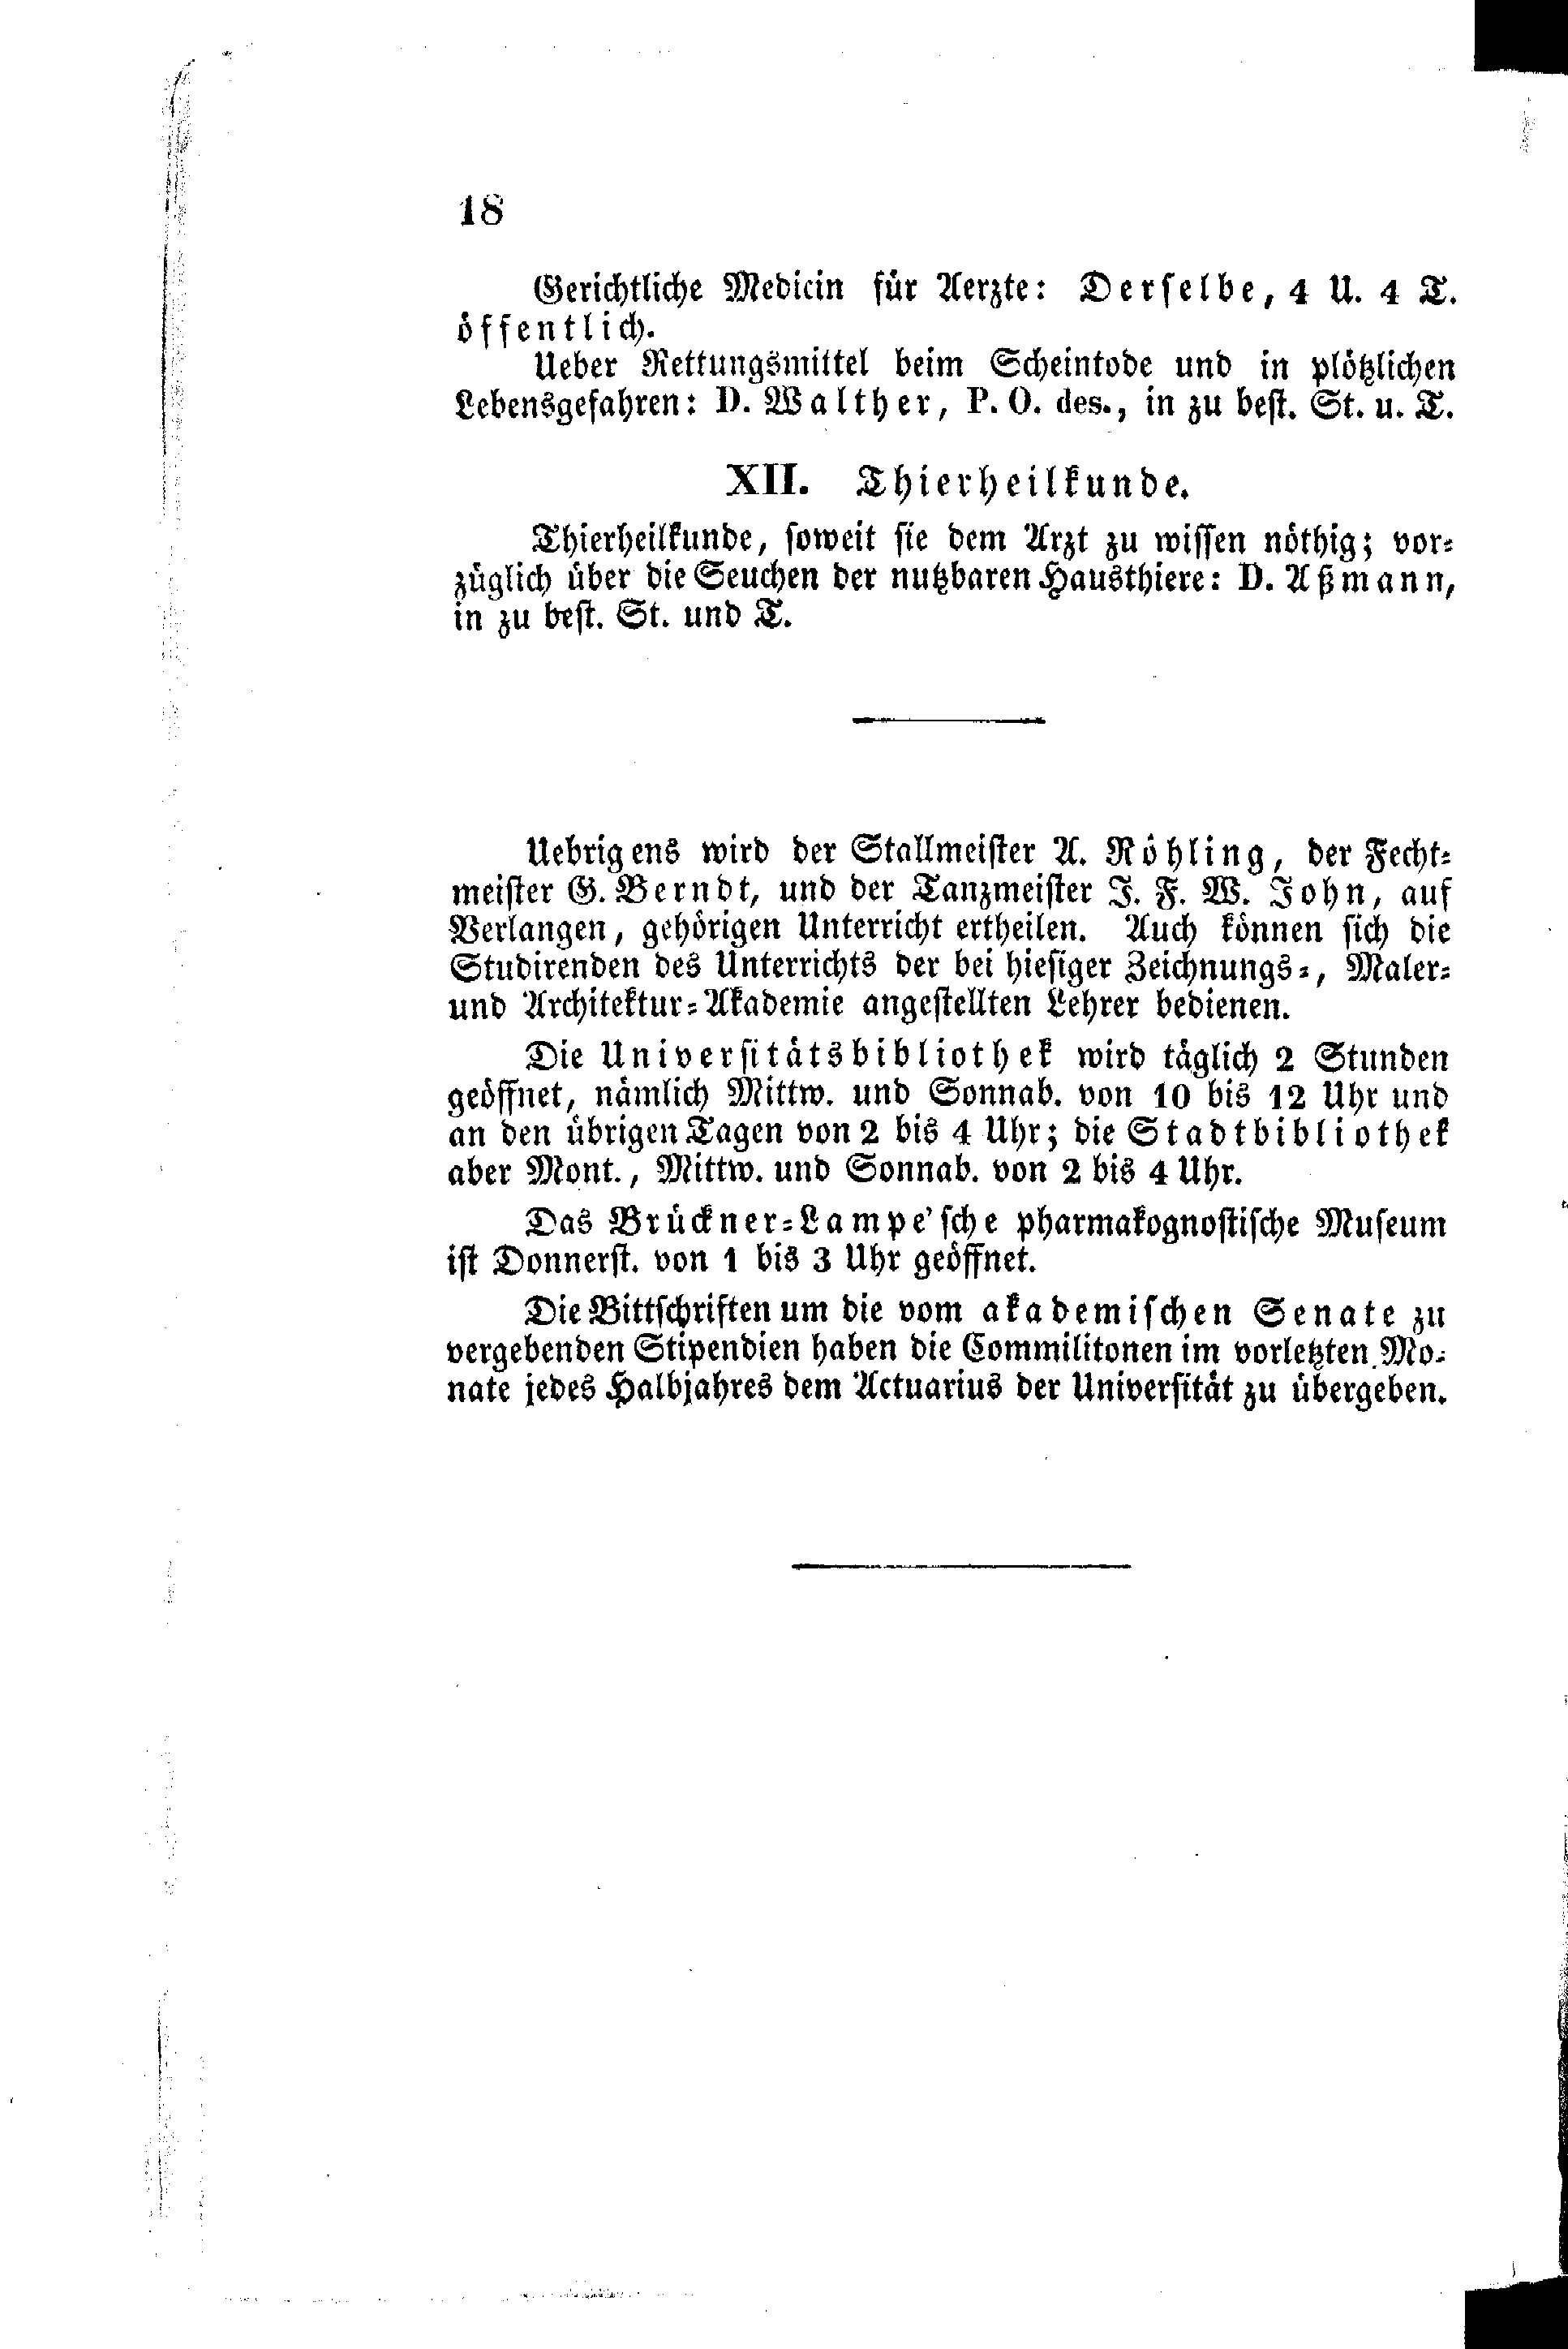 18
Gerichtliche Medicin für Aerzte: Derselbe, 4 U. 4 T.
öffentlich.
Ueber Rettungsmittel beim Scheintode und in plötzlichen
Lebensgefahren: D. Walther, P. O. des., in zu best. St. u. T.
XII. Thierheilkunde.
Thierheilkunde, soweit sie dem Arzt zu wissen nöthig; vor-
züglich über die Seuchen der nutzbaren Hausthiere: D. Aßmann,
in zu best. St. und T.
Uebrigens wird der Stallmeister A. Röhling, der Fecht-
meister G. Berndt, und der Tanzmeister J. F. W. John, auf
Verlangen, gehörigen Unterricht ertheilen. Auch können sich die
Studirenden des Unterrichts der bei hiesiger Zeichnungs-, Maler-
und Architektur-Akademie angestellten Lehrer bedienen.
Die Universitätsbibliothek wird täglich 2 Stunden
geöffnet, nämlich Mittw. und Sonnab. von 10 bis 12 Uhr und
an den übrigen Tagen von 2 bis 4 Uhr; die Stadtbibliothek
aber Mont., Mittw. und Sonnab. von 2 bis 4 Uhr.
Das Brückner-Lampe'sche pharmakognostische Museum
ist Donnerst. von 1 bis 3 Uhr geöffnet.
Die Bittschriften um die vom akademischen Senate zu
vergebenden Stipendien haben die Commilitonen im vorletzten Mo-
nate jedes Halbjahres dem Actuarius der Universität zu übergeben.